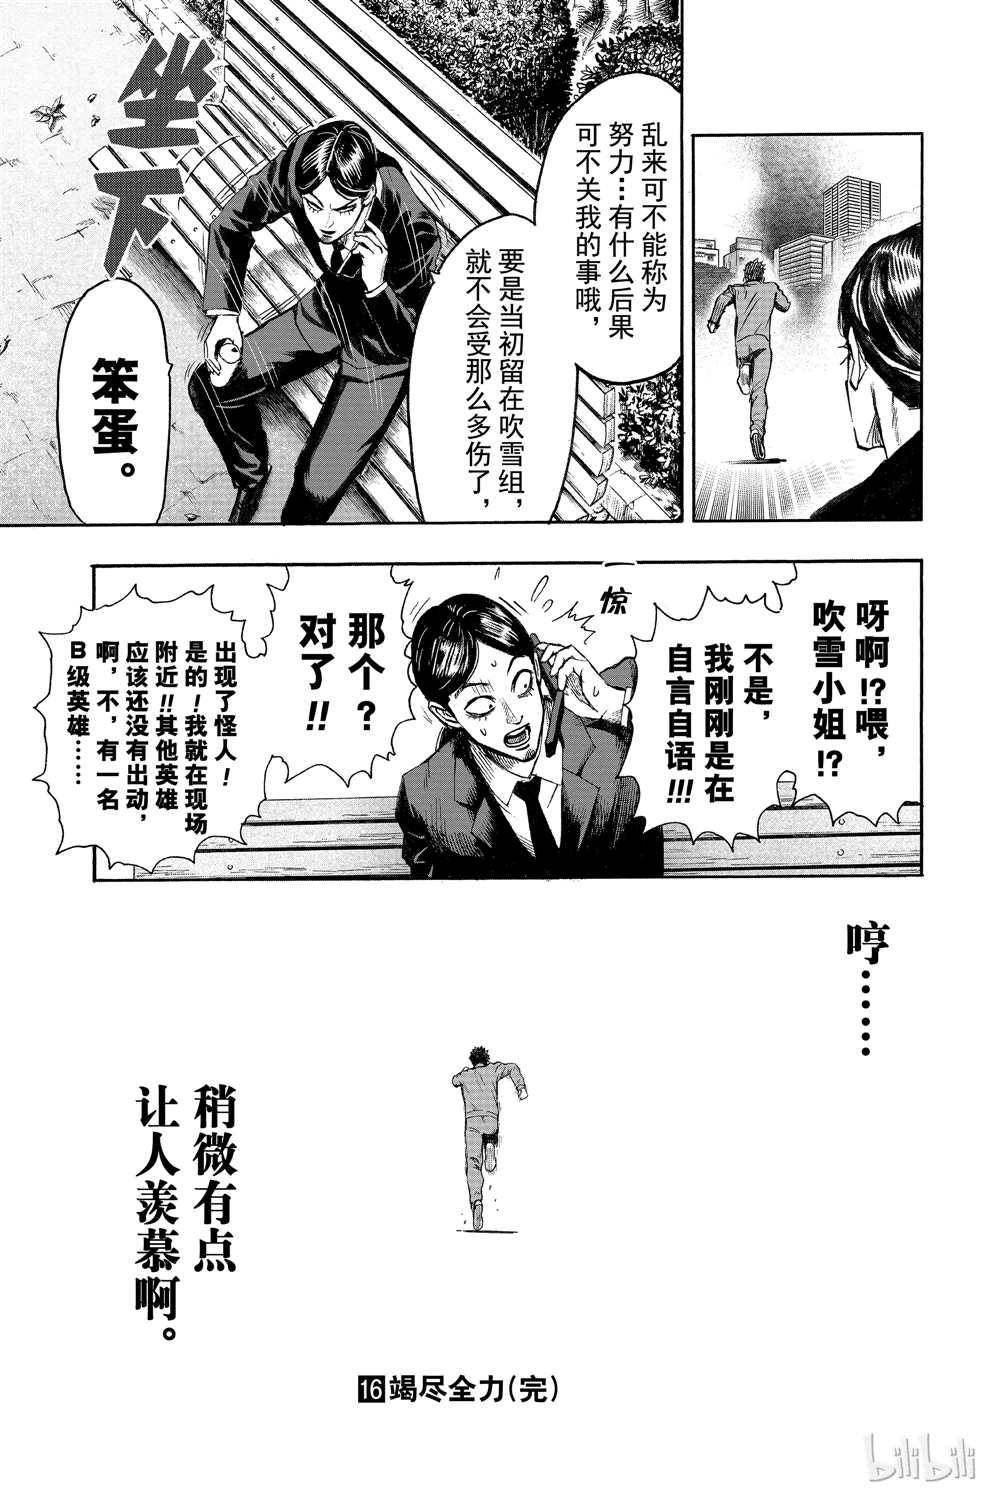 乱来可不能称为
努力…有什么后果
可不关我的事哦，
要是当初留在吹雪组，
就不会受那么多伤了，
坐下
笨蛋。
呀啊!?喂，
吹雪小姐!?
不是，
我刚刚是在
自言自语!!!
一惊
那个？
对了!!
出现了怪人！
是的！我就在现场
附近!!其他英雄
应该还没有出动，
啊，不，有一名
B级英雄……
哼……
稍微有点
让人羡慕啊。
16竭尽全力(完)
bilibili